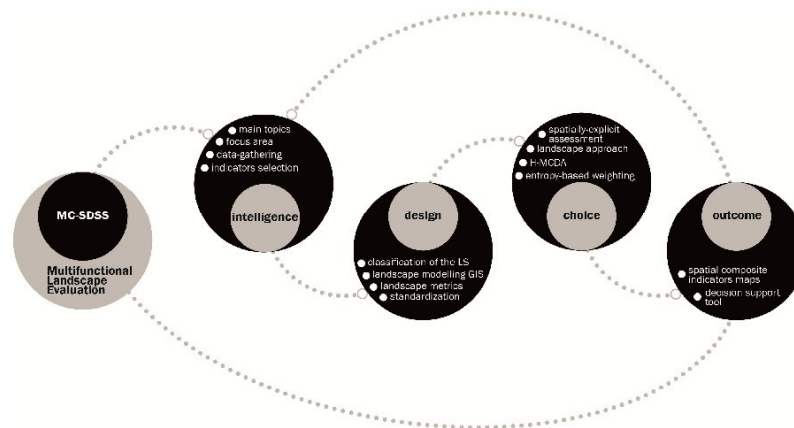 MC-SDSS
Multifunctional
Landscape
Evaluation
main topics
focus area
data-gathering
indicators selection
intelligence
design
classification of the LS
landscape modelling GIS
landscape metrics
standardization
spatially-explicit
assessment
landscape approach
H-MCDA
entropy-based weighting
choice
outcome
spatial composite
indicators maps
decision support
tool